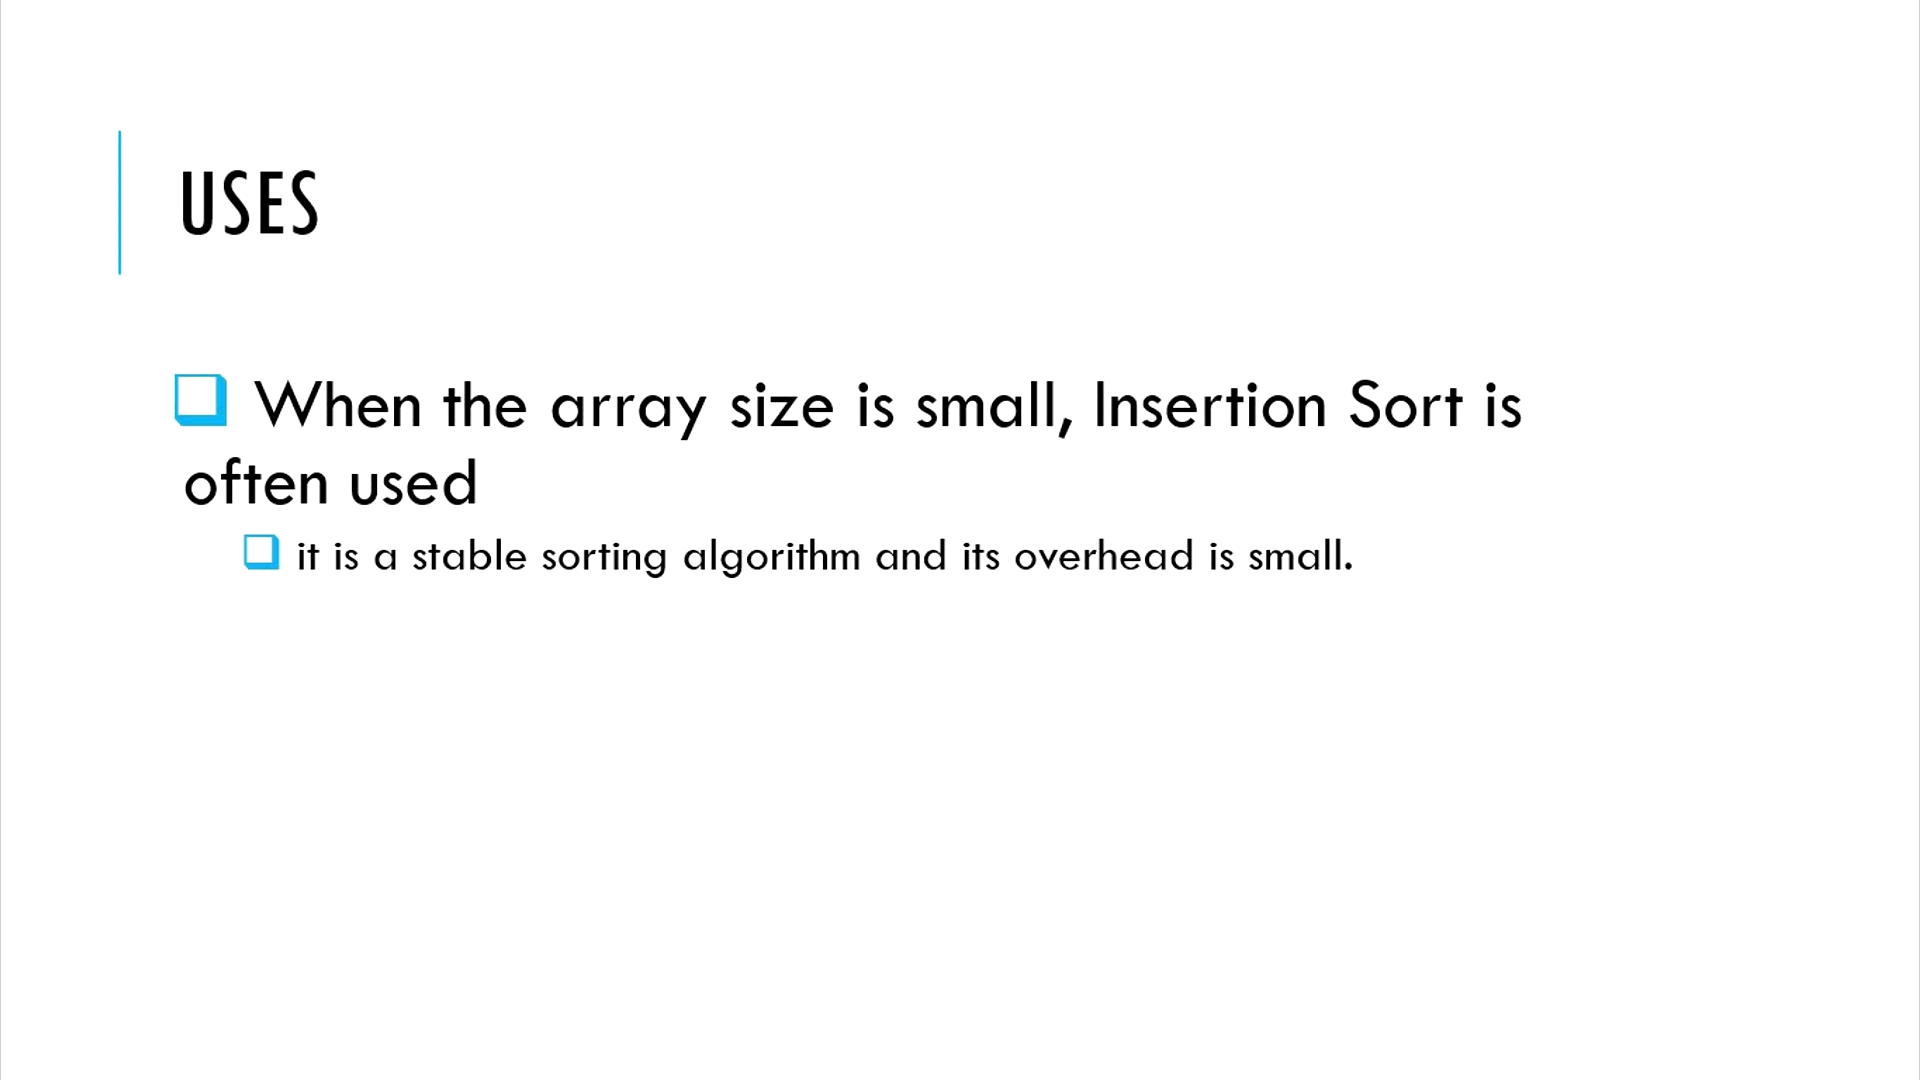 USES
When the array size is small, Insertion Sort is
often used
it is a stable sorting algorithm and its overhead is small.